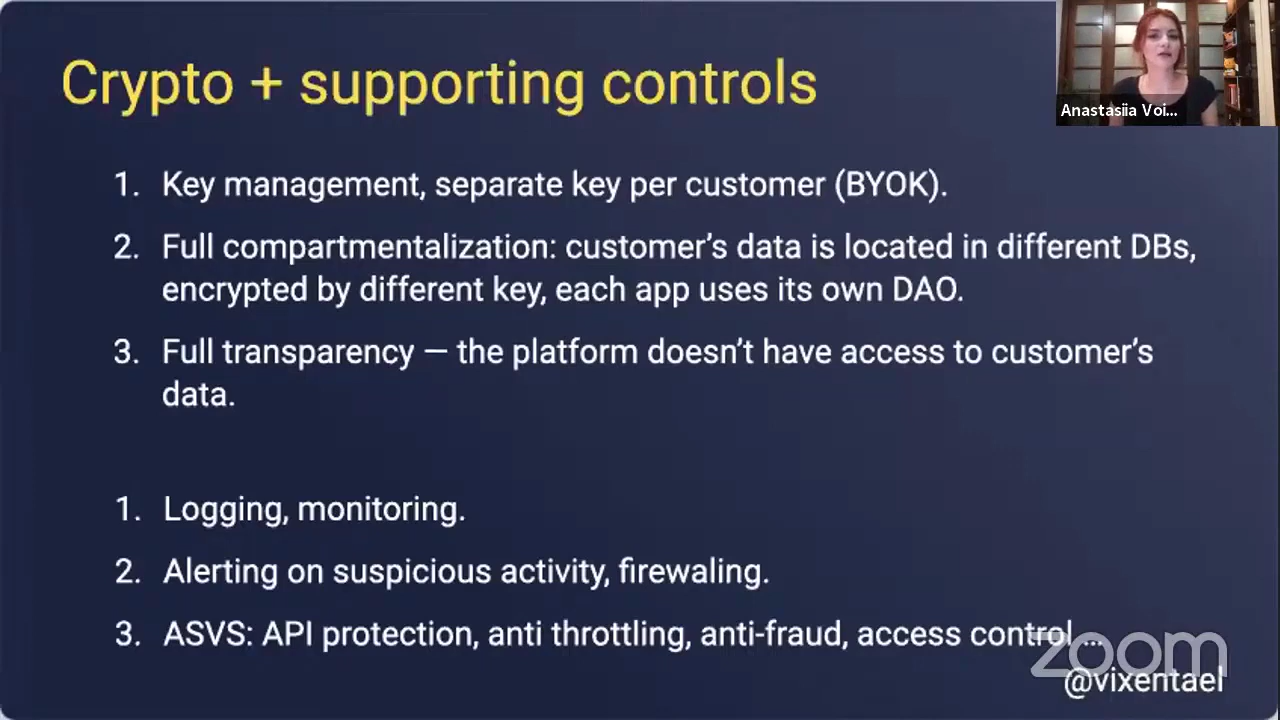 Crypto + supporting controls
Anastasiia Voi...
1. Key management, separate key per customer (BYOK).
2. Full compartmentalization: customer's data is located in different DBs,
encrypted by different key, each app uses its own DAO.
3. Full transparency — the platform doesn't have access to customer's
data.
1. Logging, monitoring.
2. Alerting on suspicious activity, firewaling.
3. ASVS: API protection, anti throttling, anti-fraud, access control...
zoom
@vixentael